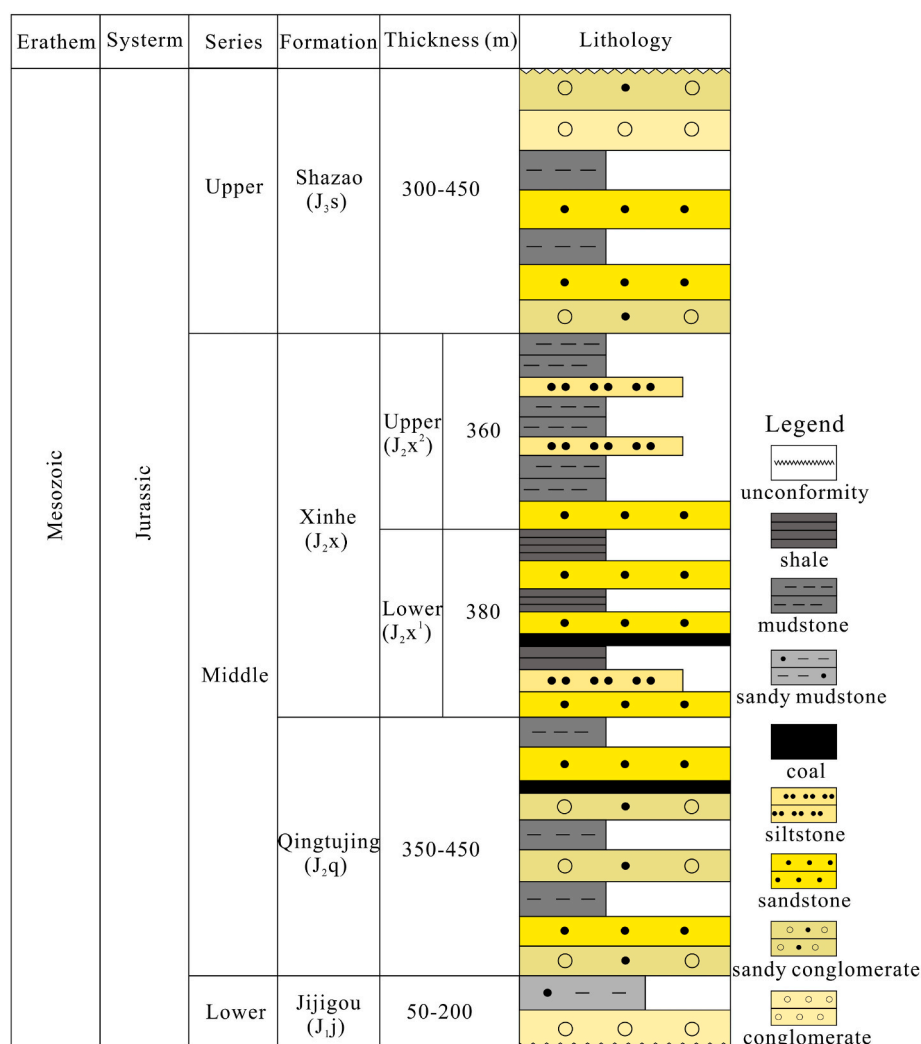 Erathem Systerm Series Formation Thickness (m) Lithology
Mesozoic
Jurassic
Upper
Shazao
(J₃s)
300-450
Middle
Xinhe
(J₂x)
Upper
(J₂x²)
360
Lower
(J₂x¹)
380
Qingtujing
(J₂q)
350-450
Lower
Jijigou
(J₁j)
50-200
Legend
unconformity
shale
mudstone
sandy mudstone
coal
siltstone
sandstone
sandy conglomerate
conglomerate